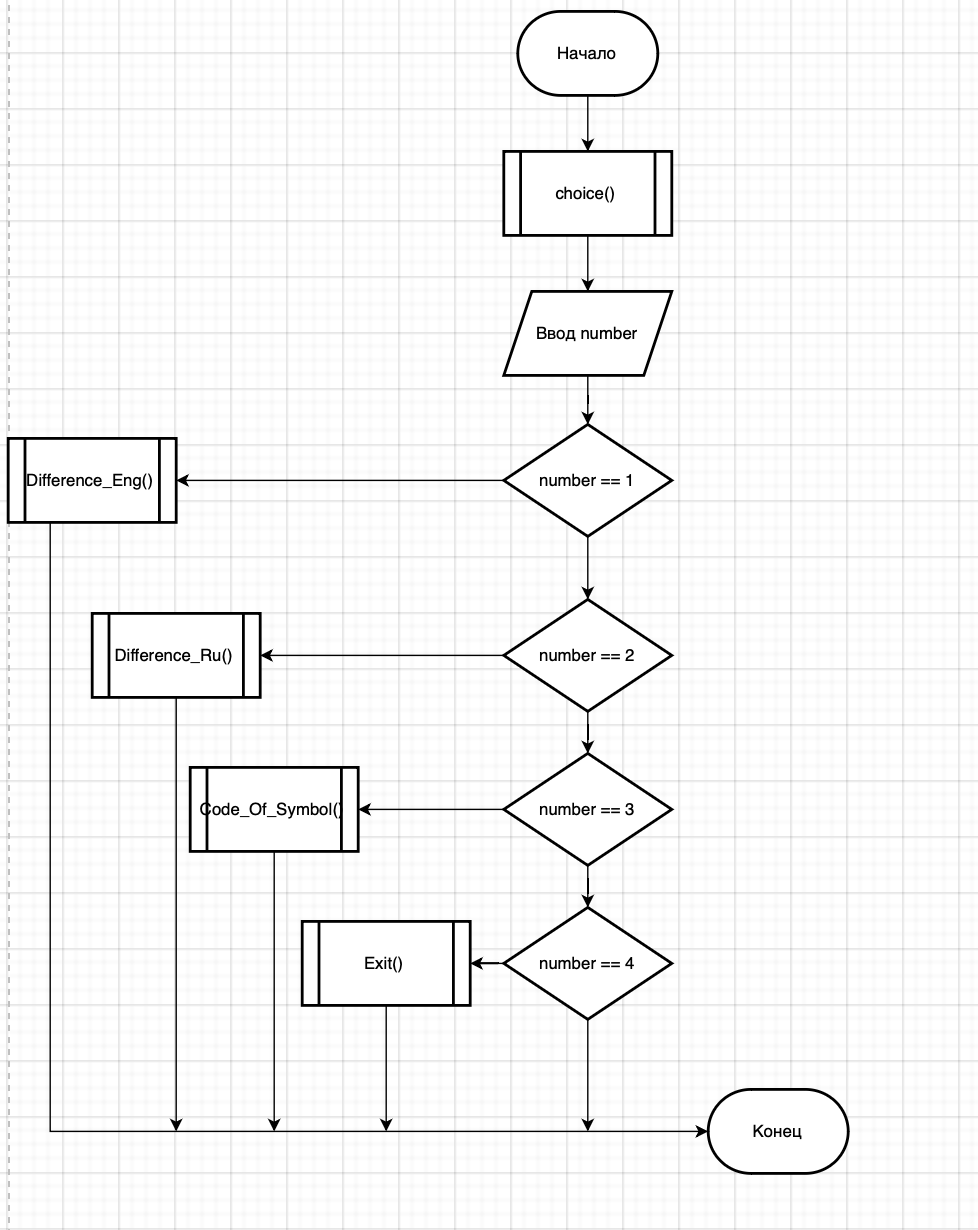 Начало
choice()
Ввод number
number == 1
Difference_Eng()
number == 2
Difference_Ru()
number == 3
Code_Of_Symbol()
number == 4
Exit()
Конец